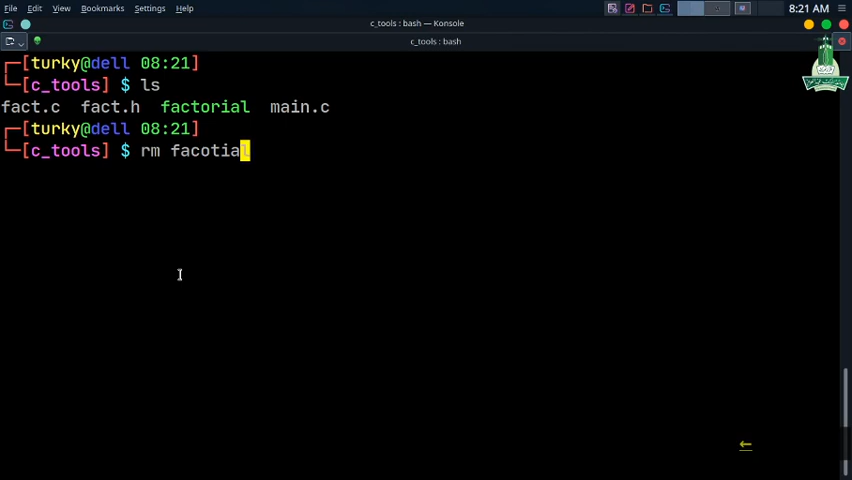 File Edit View Bookmarks Settings Help
8:21 AM
c_tools : bash — Konsole
c_tools : bash
┌─[turky@dell 08:21]
└─[c_tools] $ ls
fact.c fact.h factorial main.c
┌─[turky@dell 08:21]
└─[c_tools] $ rm facotial